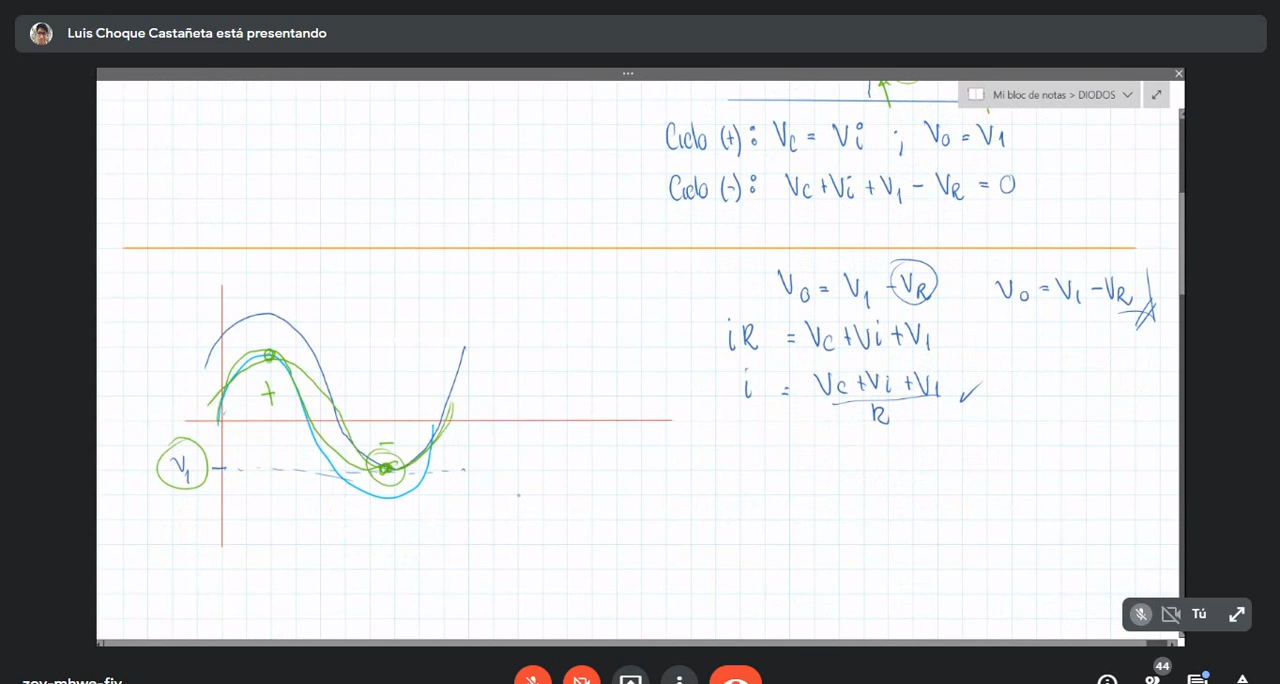 Luis Choque Castañeta está presentando
Mi bloc de notas > DIODOS
Ciclo (+): Vc = Vi ; Vo = V1
Ciclo (-): Vc + Vi + V1 - VR = 0
Vo = V1 - VR
Vo = V1 - VR
iR = Vc + Vi + V1
i = Vc + Vi + V1
R
+
-
V1
Tú
44